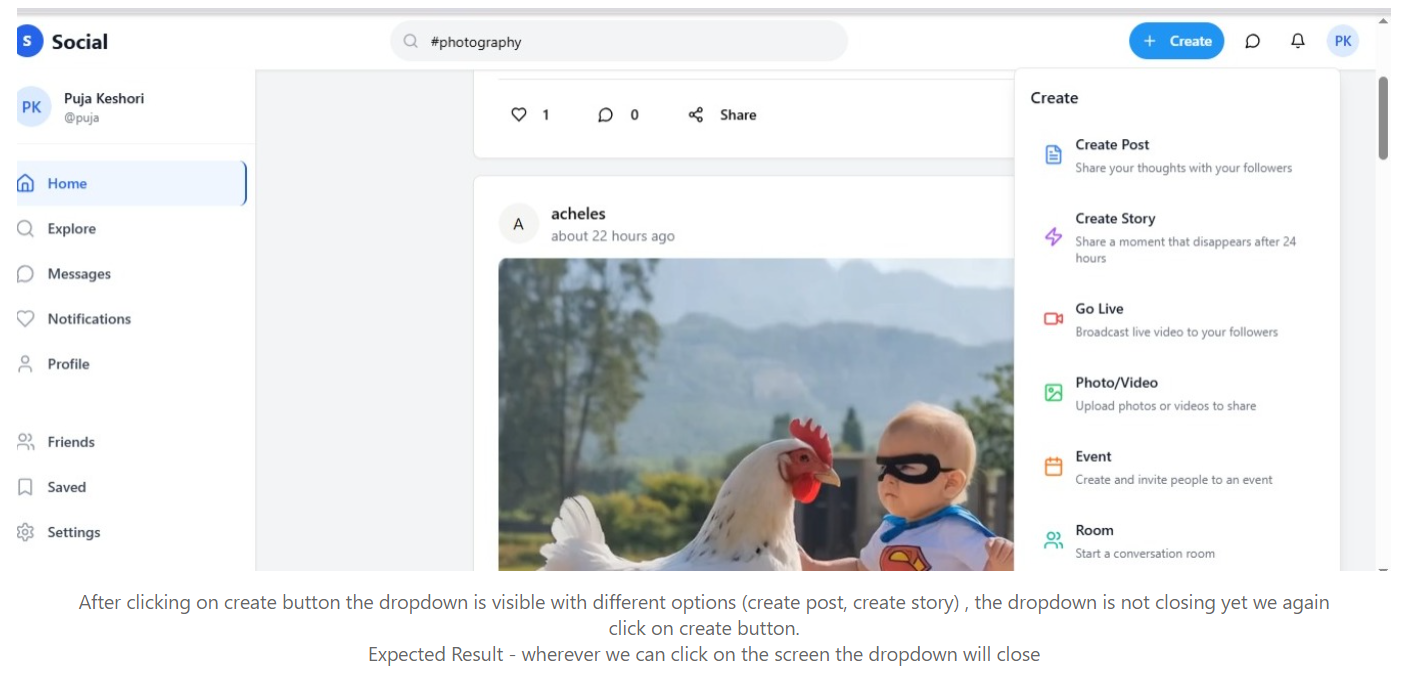 S Social
#photography
+ Create
PK
PK
Puja Keshori
@puja
Home
Explore
Messages
Notifications
Profile
Friends
Saved
Settings
1
0
Share
A
acheles
about 22 hours ago
Create
Create Post
Share your thoughts with your followers
Create Story
Share a moment that disappears after 24
hours
Go Live
Broadcast live video to your followers
Photo/Video
Upload photos or videos to share
Event
Create and invite people to an event
Room
Start a conversation room
After clicking on create button the dropdown is visible with different options (create post, create story) , the dropdown is not closing yet we again
click on create button.
Expected Result - wherever we can click on the screen the dropdown will close